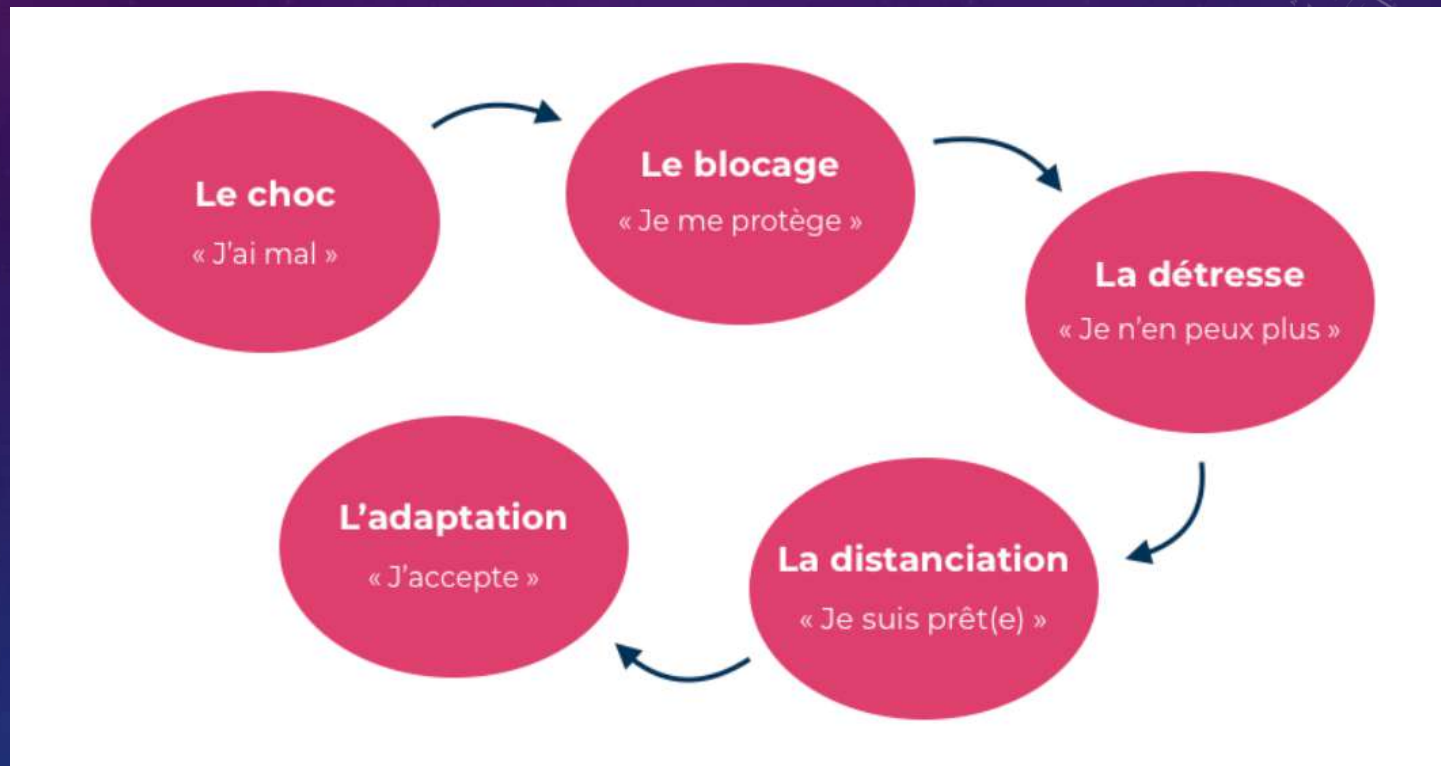 Le choc
« J'ai mal »
Le blocage
« Je me protège »
La détresse
« Je n'en peux plus »
La distanciation
« Je suis prêt(e) »
L'adaptation
« J'accepte »